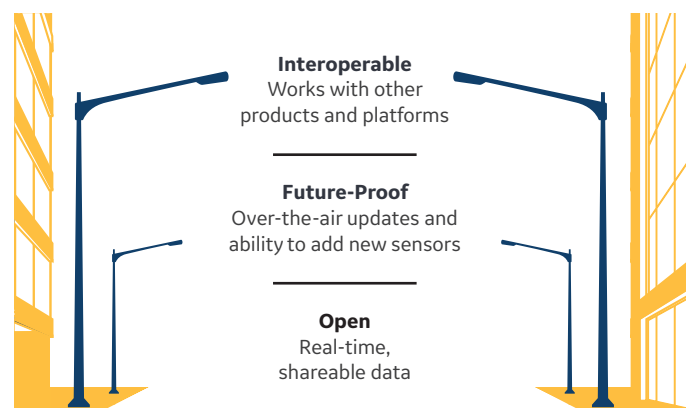 Interoperable
Works with other
products and platforms
Future-Proof
Over-the-air updates and
ability to add new sensors
Open
Real-time,
shareable data